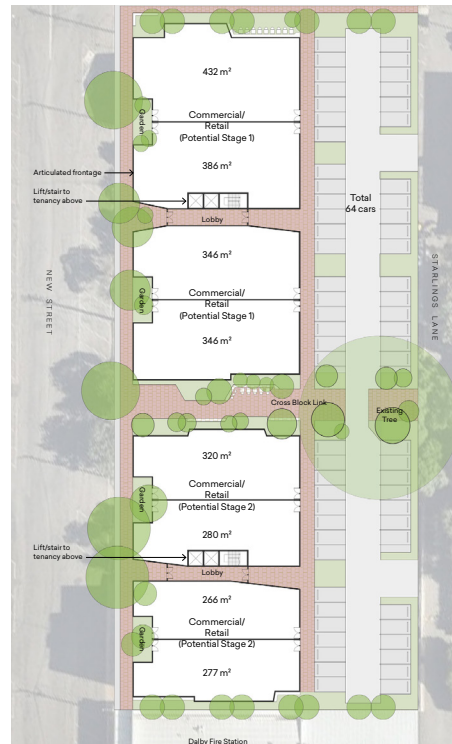 432 m²
Commercial/
Retail
(Potential Stage 1)
Garden
386 m²
Articulated frontage
Lift/stair to
tenancy above
Lobby
Total
64 cars
346 m²
Commercial/
Retail
(Potential Stage 1)
Garden
346 m²
NEW STREET
STARLINGS LANE
Cross Block Link
Existing
Tree
320 m²
Commercial/
Retail
(Potential Stage 2)
Garden
280 m²
Lift/stair to
tenancy above
Lobby
266 m²
Commercial/
Retail
(Potential Stage 2)
Garden
277 m²
Dalby Fire Station